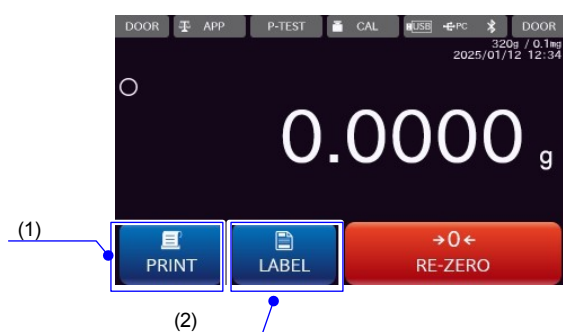 DOOR APP P-TEST CAL USB PC DOOR
320g / 0.1mg
2025/01/12 12:34
0.0000 g
(1)
→0←
PRINT LABEL RE-ZERO
(2)